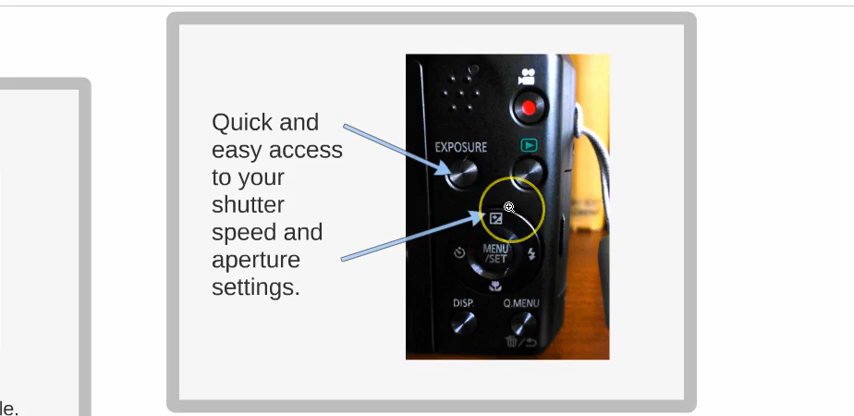 Quick and
easy access
to your
shutter
speed and
aperture
settings.
EXPOSURE
MENU
/SET
DISP.
Q.MENU
le.